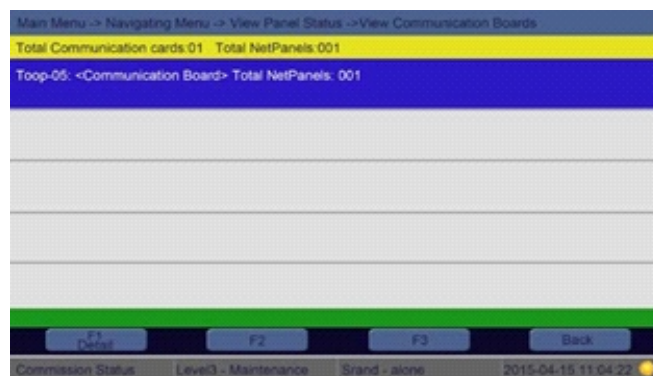 Main Menu -> Navigating Menu -> View Panel Status ->View Communication Boards
Total Communication cards:01 Total NetPanels:001
Toop-05: <Communication Board> Total NetPanels: 001
F1
Detail
F2
F3
Back
Commission Status
Level3 - Maintenance
Srand - alone
2015-04-15 11:04:22